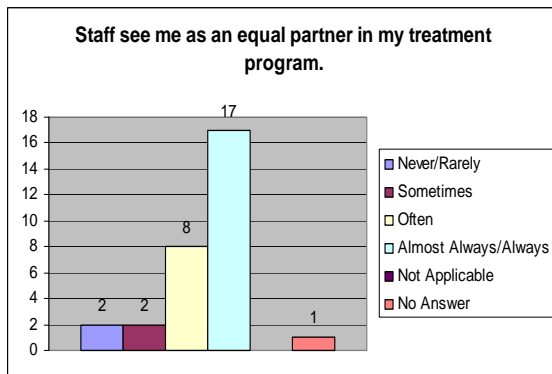 Staff see me as an equal partner in my treatment
program.
18
16
14
12
10
8
6
4
2
0
2
2
8
17
1
Never/Rarely
Sometimes
Often
Almost Always/Always
Not Applicable
No Answer